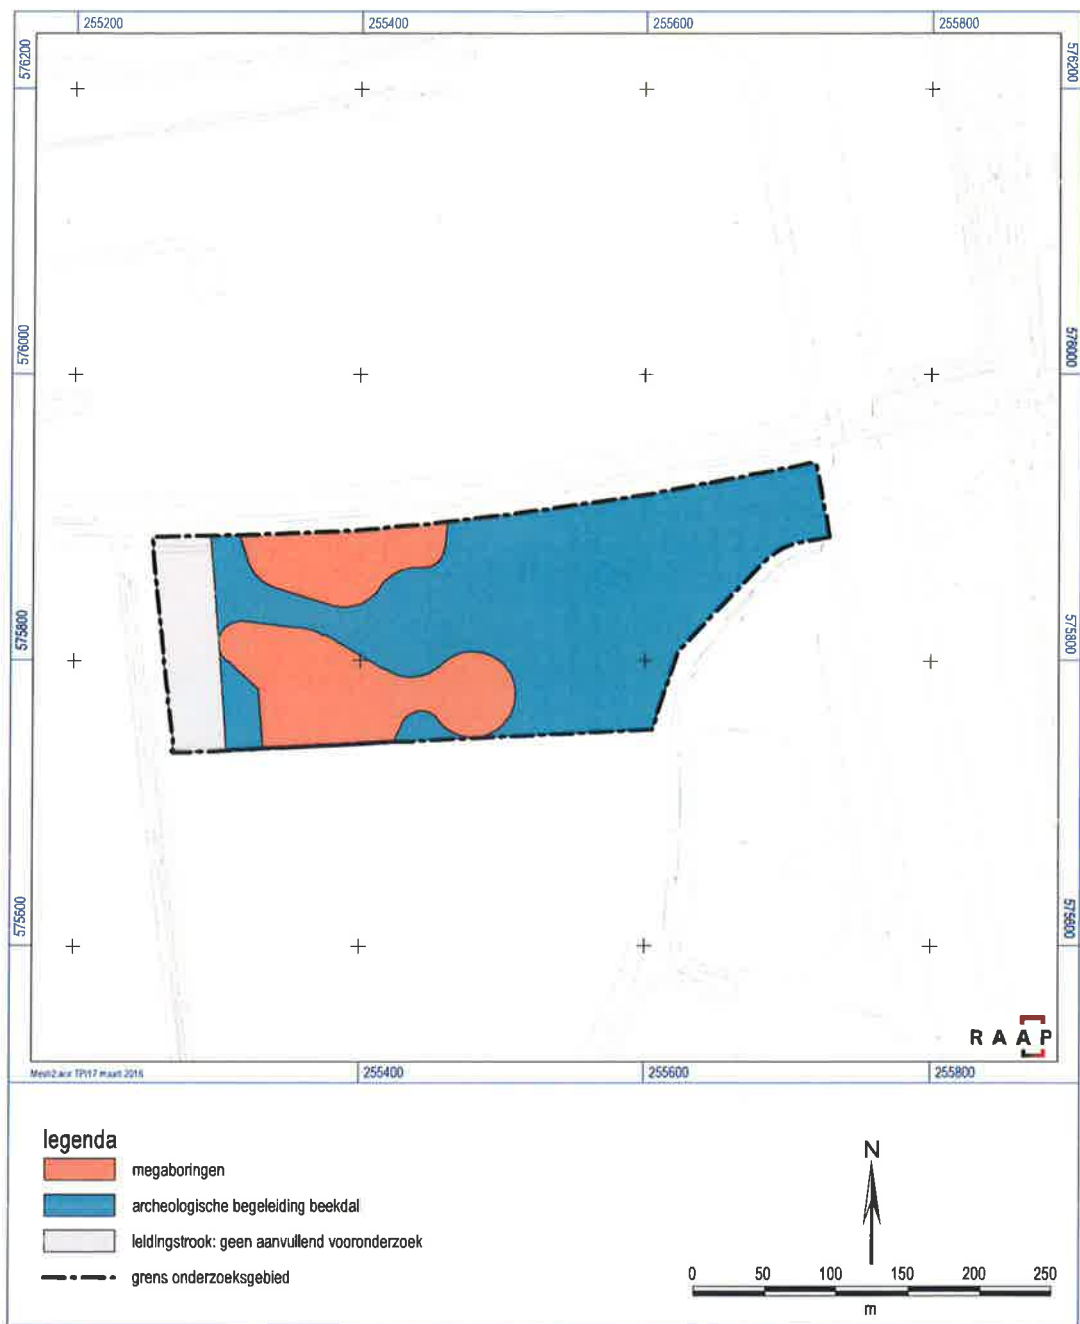 255200 255400 255600 255800
576200 576200
576000 576000
575800 575800
575600 575600
RAAP
255400 255600 255800
legenda
megaboringen
archeologische begeleiding beekdal
leidingstrook: geen aanvullend vooronderzoek
grens onderzoeksgebied
N
0 50 100 150 200 250
m